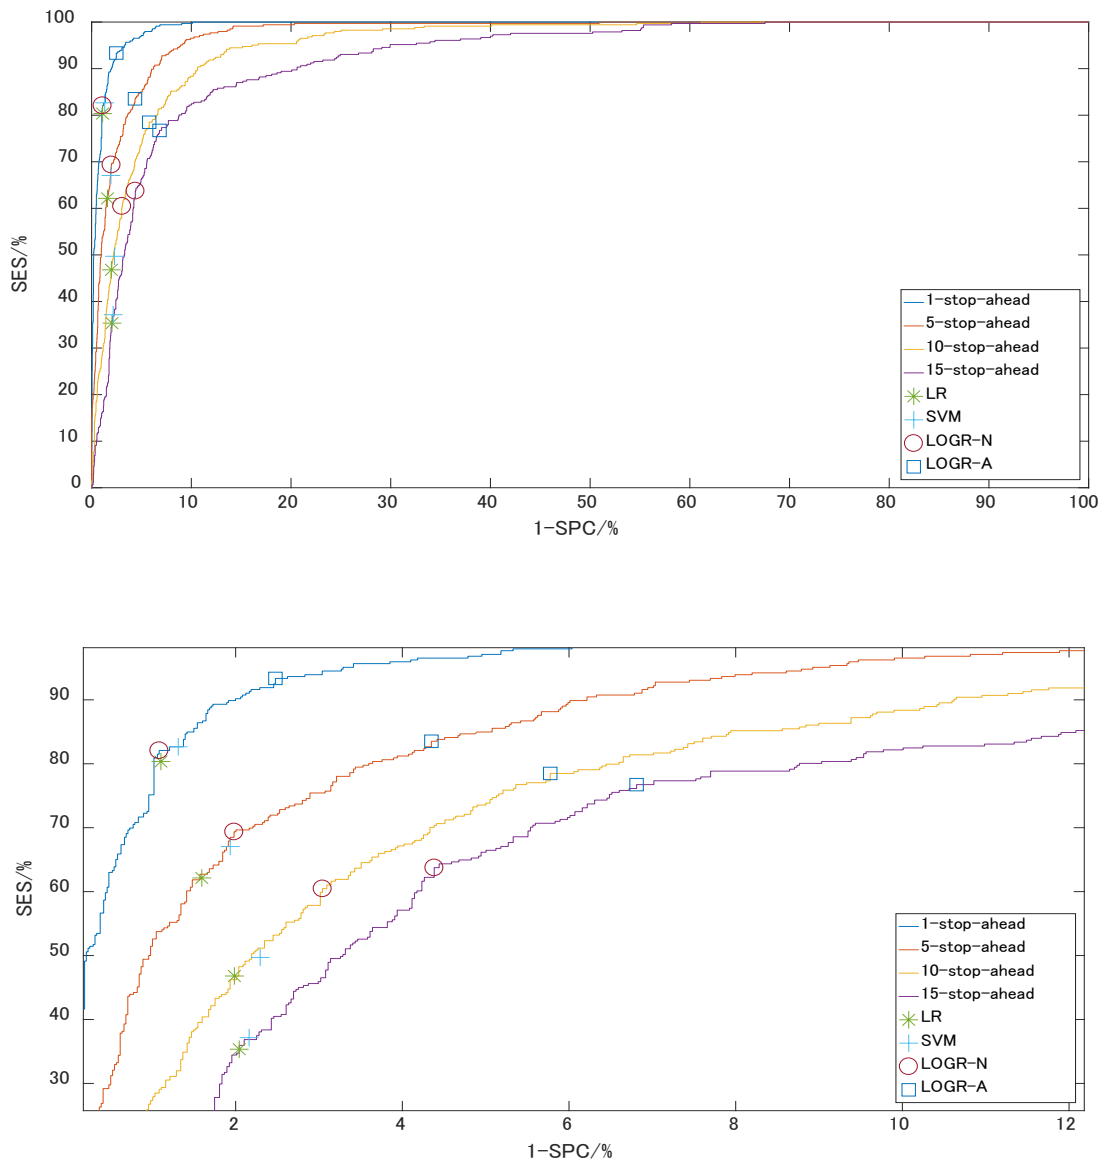 100
90
80
70
60
50
40
30
20
10
0
SES/%
0 10 20 30 40 50 60 70 80 90 100
1-SPC/%
1-stop-ahead
5-stop-ahead
10-stop-ahead
15-stop-ahead
LR
SVM
LOGR-N
LOGR-A
90
80
70
60
50
40
30
SES/%
2 4 6 8 10 12
1-SPC/%
1-stop-ahead
5-stop-ahead
10-stop-ahead
15-stop-ahead
LR
SVM
LOGR-N
LOGR-A